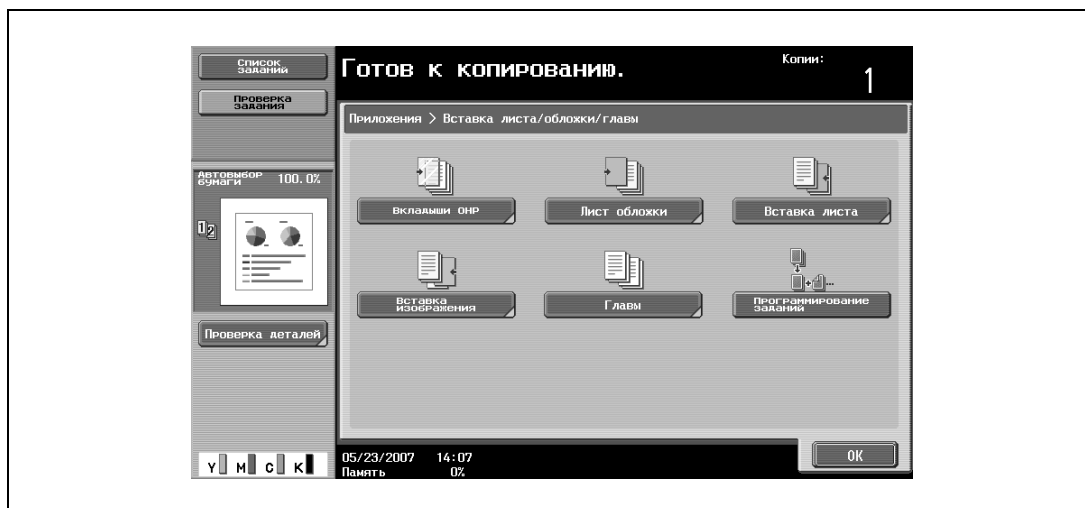 Список
заданий
Готов к копированию.
Копии:
1
Проверка
задания
Приложения > Вставка листа/обложки/главы
Автовыбор
бумаги 100.0%
1 2
Вкладыши OHP
Лист обложки
Вставка листа
Вставка
изображения
Главы
Программирование
заданий
Проверка деталей
05/23/2007 14:07
Память 0%
OK
Y M C K